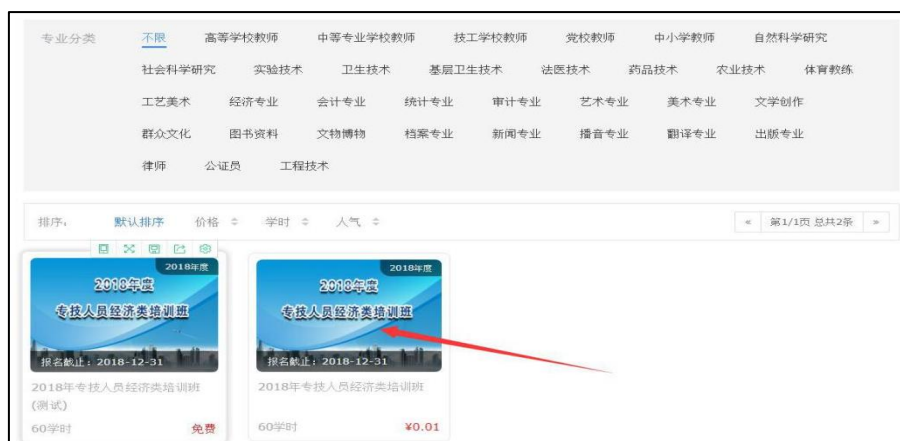 专业分类 不限 高等学校教师 中等专业学校教师 技工学校教师 党校教师 中小学教师 自然科学研究
社会科学研究 实验技术 卫生技术 基层卫生技术 法医技术 药品技术 农业技术 体育教练
工艺美术 经济专业 会计专业 统计专业 审计专业 艺术专业 美术专业 文学创作
群众文化 图书资料 文物博物 档案专业 新闻专业 播音专业 翻译专业 出版专业
律师 公证员 工程技术
排序: 默认排序 价格 学时 人气 « 第1/1页 总共2条 »
2018年度
2018年度
专技人员经济类培训班
报名截止:2018-12-31
2018年专技人员经济类培训班
(测试)
60学时 免费
2018年度
2018年度
专技人员经济类培训班
报名截止:2018-12-31
2018年专技人员经济类培训班
60学时 ¥0.01